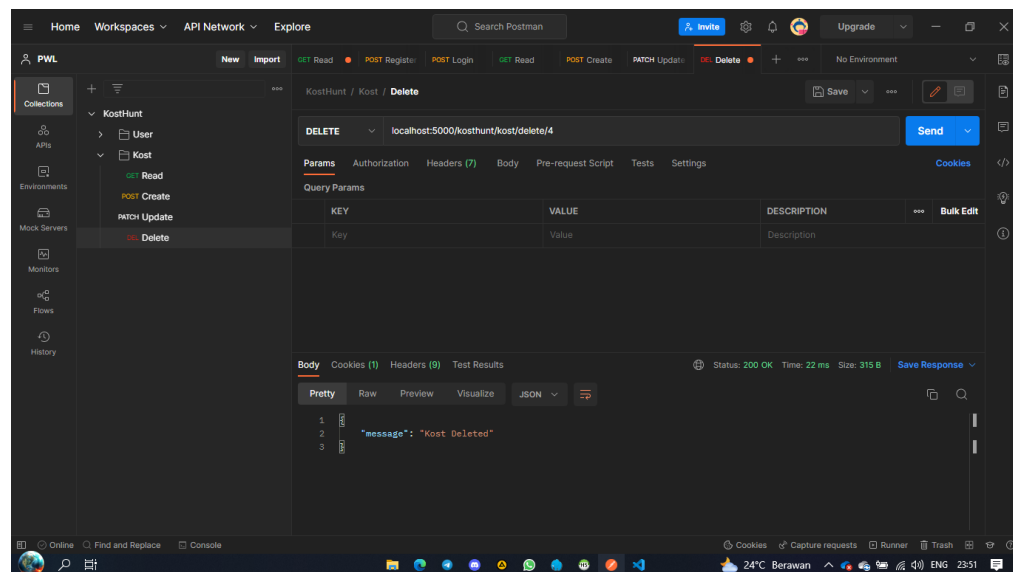 Home Workspaces API Network Explore Search Postman Invite Upgrade
PWL New Import GET Read POST Register POST Login GET Read POST Create PATCH Update DEL Delete No Environment
Collections
APIs
Environments
Mock Servers
Monitors
Flows
History
KostHunt
User
Kost
GET Read
POST Create
PATCH Update
DEL Delete
KostHunt / Kost / Delete Save
DELETE localhost:5000/kosthunt/kost/delete/4 Send
Params Authorization Headers (7) Body Pre-request Script Tests Settings Cookies
Query Params
KEY VALUE DESCRIPTION Bulk Edit
Key Value Description
Body Cookies (1) Headers (9) Test Results Status: 200 OK Time: 22 ms Size: 315 B Save Response
Pretty Raw Preview Visualize JSON
1 {
2 "message": "Kost Deleted"
3 }
Online Find and Replace Console Cookies Capture requests Runner Trash
24°C Berawan ENG 23:51